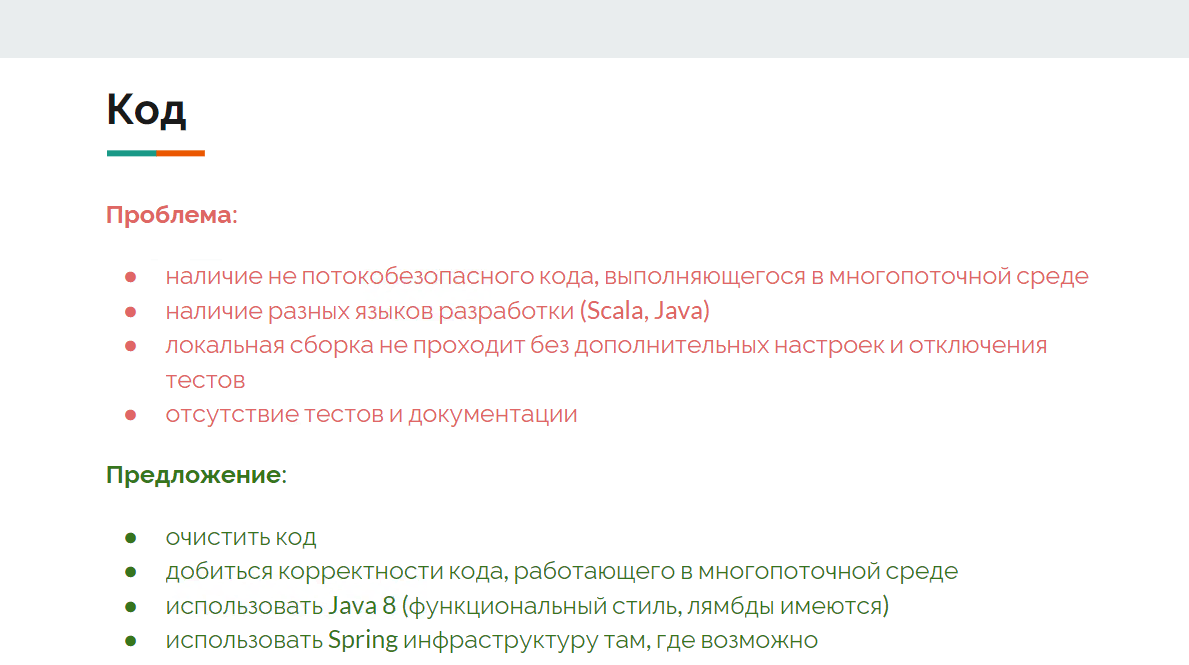 Код
Проблема:
● наличие не потокобезопасного кода, выполняющегося в многопоточной среде
● наличие разных языков разработки (Scala, Java)
● локальная сборка не проходит без дополнительных настроек и отключения
тестов
● отсутствие тестов и документации
Предложение:
● очистить код
● добиться корректности кода, работающего в многопоточной среде
● использовать Java 8 (функциональный стиль, лямбды имеются)
● использовать Spring инфраструктуру там, где возможно